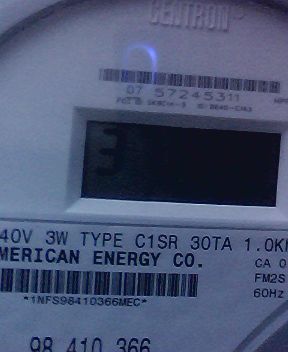 CENTRON
07 57245311
3
40V 3W TYPE C1SR 30TA 1.0K
MERICAN ENERGY CO.
CA 0
FM2S
60Hz
*1NFS98410366MEC*
98 410 366